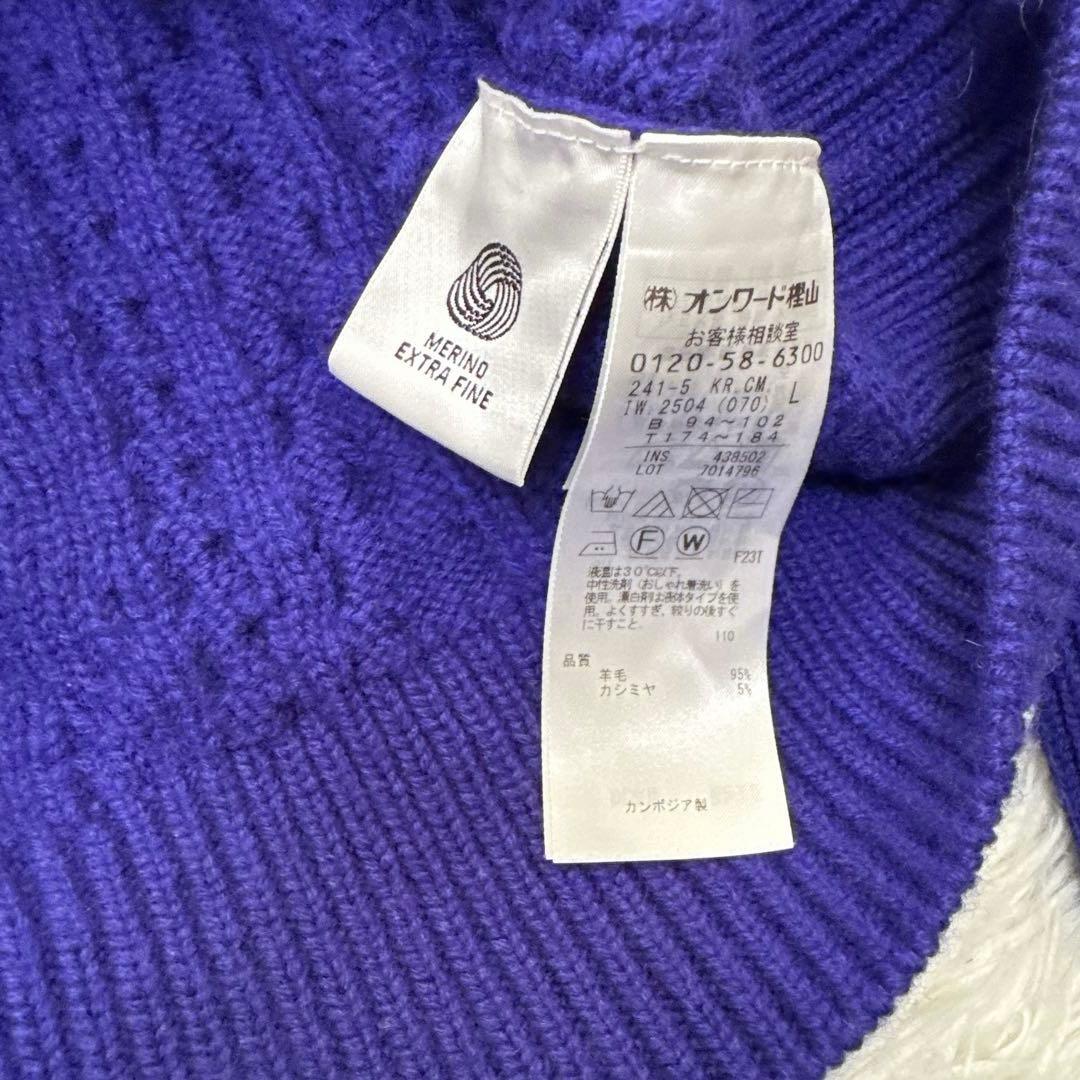 MERINO
EXTRA FINE
(株)オンワード樫山
お客様相談室
0120-58-6300
241-5 KR.CM. L
IW 2504 (070)
B 94〜102
T174〜184
INS 438502
LOT 7014796
F W
F23T
液温は30℃以下。
中性洗剤(おしゃれ着洗い)を
使用。漂白剤は液体タイプを使
用。よくすすぎ、絞りの後すぐ
に干すこと。
110
品質
羊毛 95%
カシミヤ 5%
カンボジア製